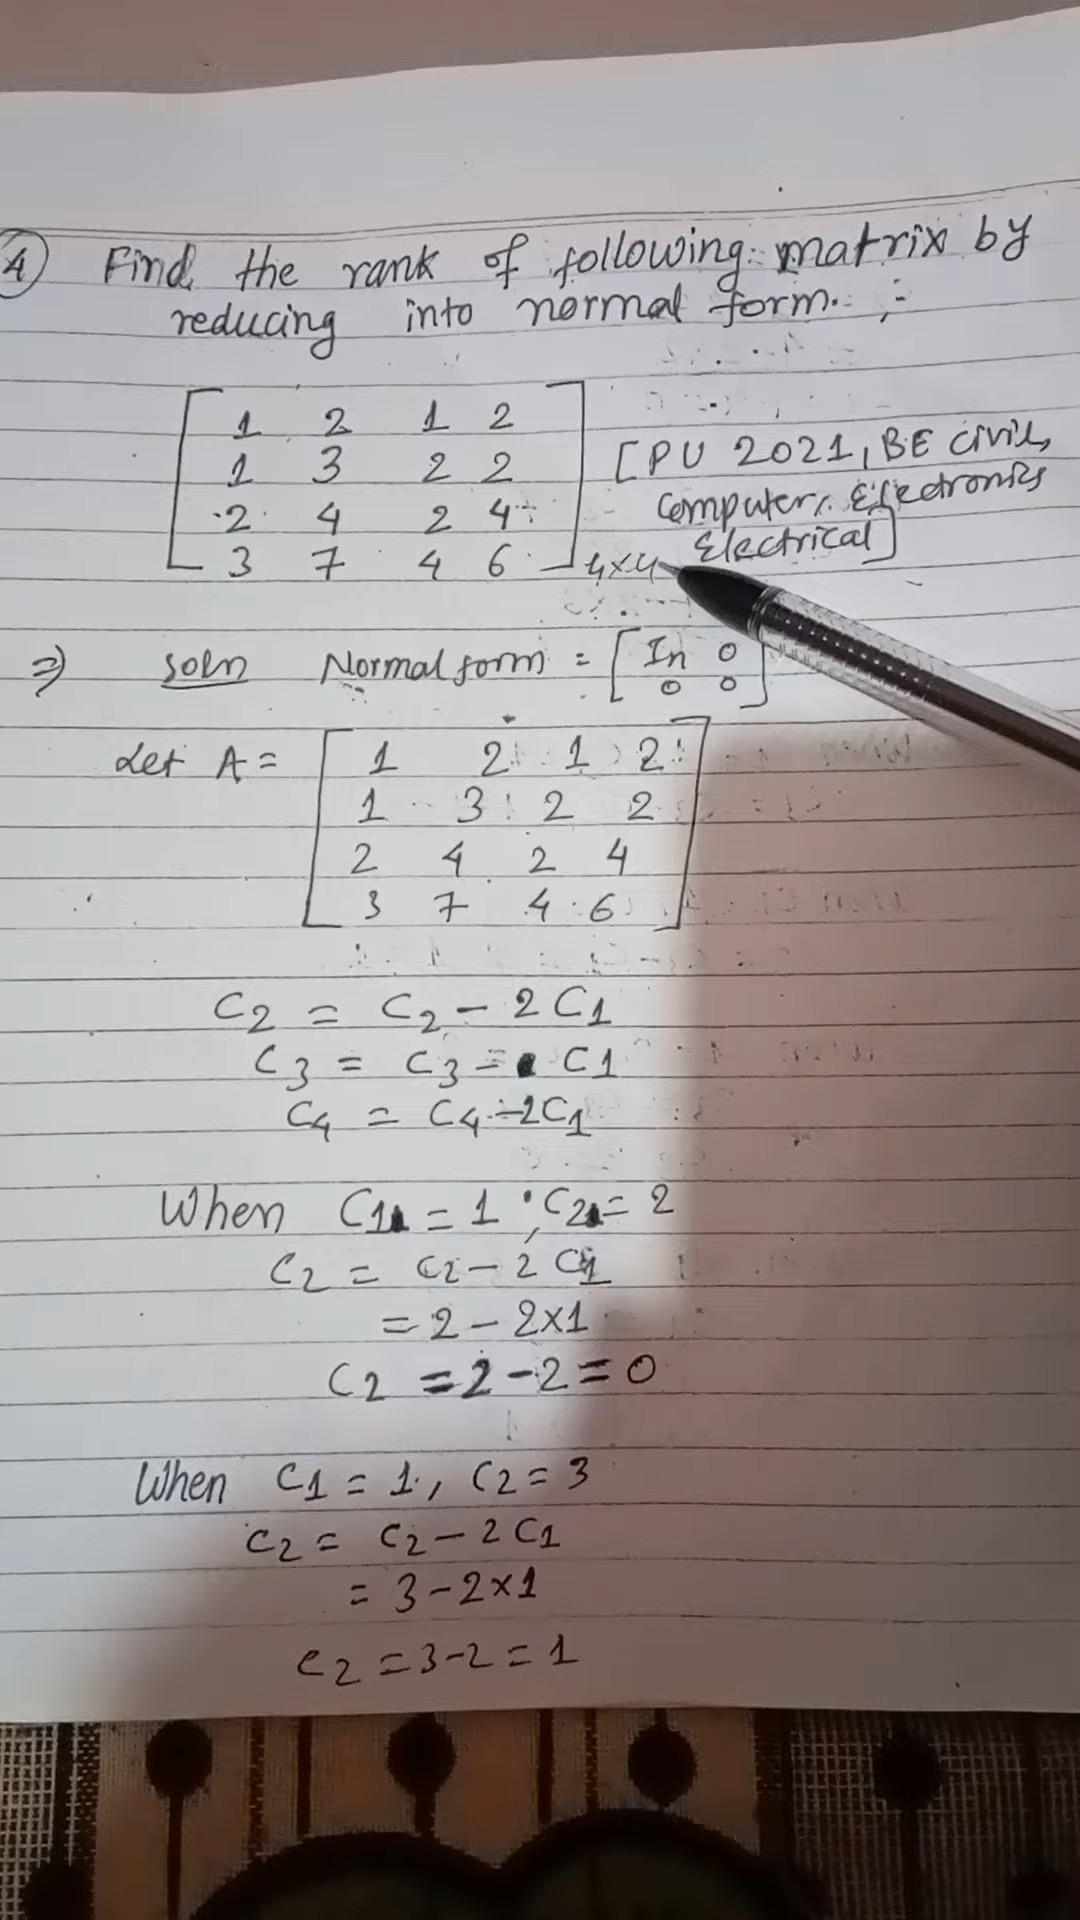 4 Find the rank of following matrix by
reducing into normal form. :-
1 2 1 2
1 3 2 2
2 4 2 4
3 7 4 6
4×4
[PU 2021, BE civil,
Computer, Electronics
Electrical]
⇒ soln Normal form = [In 0
0 0]
Let A =
1 2 1 2
1 3 2 2
2 4 2 4
3 7 4 6
C2 = C2 - 2C1
C3 = C3 - C1
C4 = C4 - 2C1
When C1 = 1, C2 = 2
C2 = C2 - 2C1
= 2 - 2×1
C2 = 2 - 2 = 0
When C1 = 1, C2 = 3
C2 = C2 - 2C1
= 3 - 2×1
C2 = 3-2 = 1